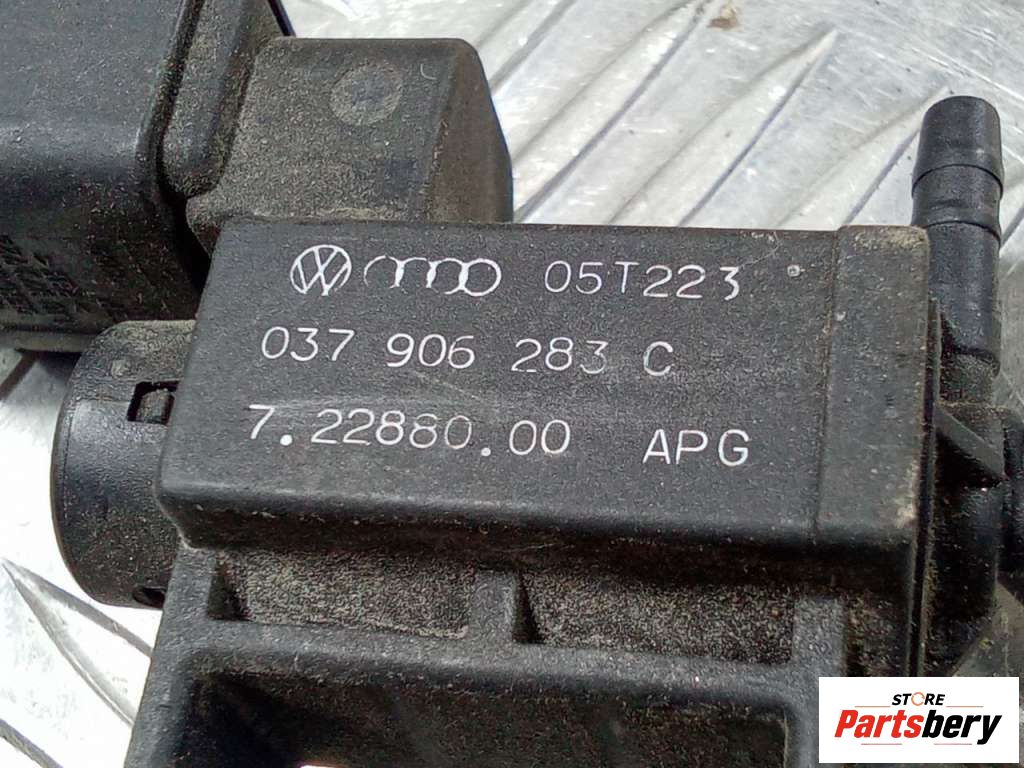 05T223
037 906 283 C
7.22880.00 APG
STORE
Partsbery